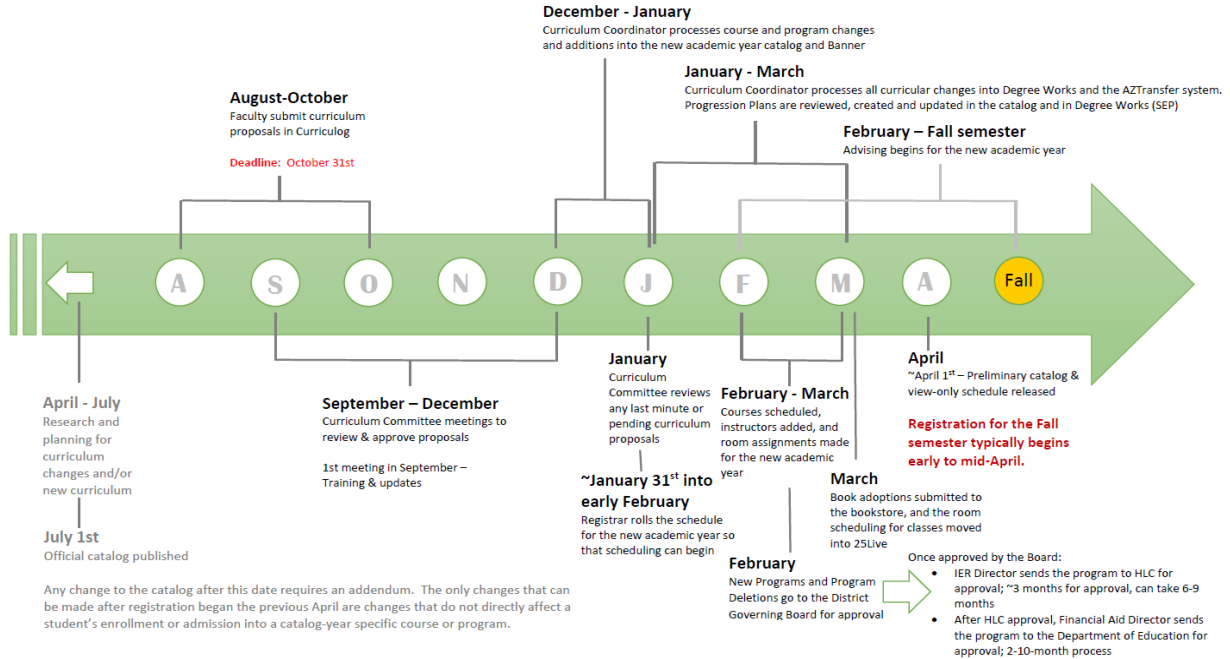 December - January
Curriculum Coordinator processes course and program changes
and additions into the new academic year catalog and Banner
January - March
Curriculum Coordinator processes all curricular changes into Degree Works and the AZTransfer system.
Progression Plans are reviewed, created and updated in the catalog and in Degree Works (SEP)
August-October
Faculty submit curriculum
proposals in Curriculog
Deadline: October 31st
February – Fall semester
Advising begins for the new academic year
A
S
O
N
D
J
F
M
A
Fall
April - July
Research and
planning for
curriculum
changes and/or
new curriculum
July 1st
Official catalog published
Any change to the catalog after this date requires an addendum. The only changes that can
be made after registration began the previous April are changes that do not directly affect a
student's enrollment or admission into a catalog-year specific course or program.
September – December
Curriculum Committee meetings to
review & approve proposals
1st meeting in September –
Training & updates
January
Curriculum
Committee reviews
any last minute or
pending curriculum
proposals
~January 31st into
early February
Registrar rolls the schedule
for the new academic year so
that scheduling can begin
February - March
Courses scheduled,
instructors added, and
room assignments made
for the new academic
year
February
New Programs and Program
Deletions go to the District
Governing Board for approval
March
Book adoptions submitted to
the bookstore, and the room
scheduling for classes moved
into 25Live
April
~April 1st – Preliminary catalog &
view-only schedule released
Registration for the Fall
semester typically begins
early to mid-April.
Once approved by the Board:
• IER Director sends the program to HLC for
approval; ~3 months for approval, can take 6-9
months
• After HLC approval, Financial Aid Director sends
the program to the Department of Education for
approval; 2-10-month process